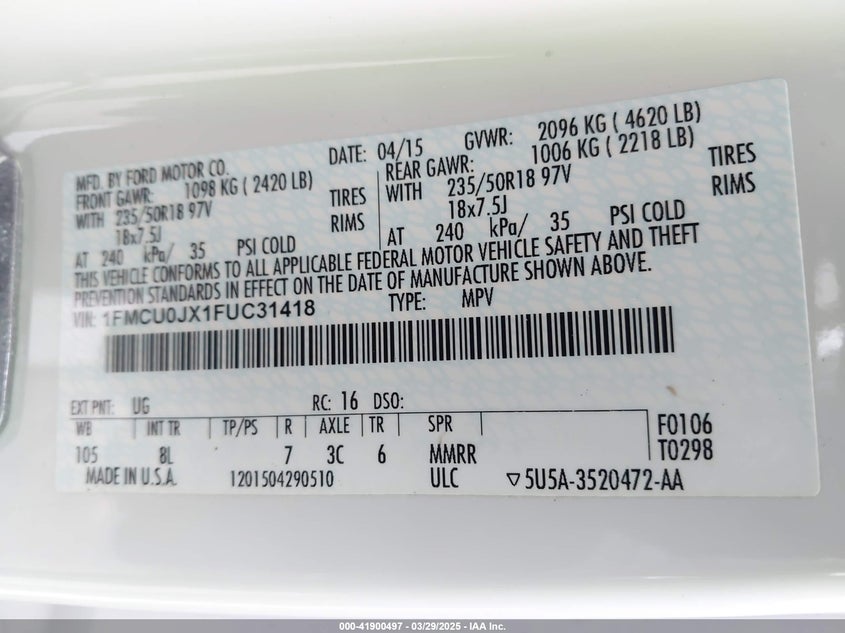 MFD. BY FORD MOTOR CO.
DATE: 04/15 GVWR: 2096 KG ( 4620 LB)
FRONT GAWR: 1098 KG ( 2420 LB) REAR GAWR: 1006 KG ( 2218 LB)
WITH 235/50R18 97V TIRES WITH 235/50R18 97V TIRES
18x7.5J RIMS 18x7.5J RIMS
AT 240 kPa/ 35 PSI COLD AT 240 kPa/ 35 PSI COLD
THIS VEHICLE CONFORMS TO ALL APPLICABLE FEDERAL MOTOR VEHICLE SAFETY AND THEFT
PREVENTION STANDARDS IN EFFECT ON THE DATE OF MANUFACTURE SHOWN ABOVE.
VIN: 1FMCU0JX1FUC31418 TYPE: MPV
EXT PNT: UG RC: 16 DSO:
WB INT TR TP/PS R AXLE TR SPR F0106
105 8L 7 3C 6 MMRR T0298
MADE IN U.S.A. 1201504290510 ULC ▽5U5A-3520472-AA
000-41900497 - 03/29/2025 - IAA Inc.